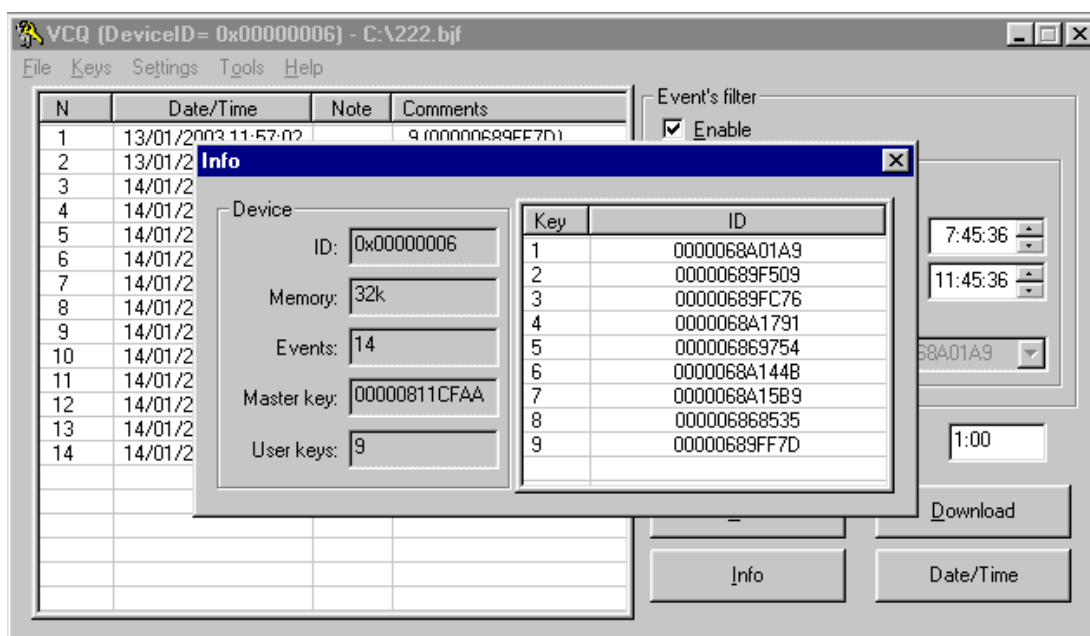 VCQ (DeviceID= 0x00000006) - C:\222.bjf
File Keys Settings Tools Help
N Date/Time Note Comments
1 13/01/2003 11:57:02 9 (00000689FF7D)
2 13/01/2
3 14/01/2
4 14/01/2
5 14/01/2
6 14/01/2
7 14/01/2
8 14/01/2
9 14/01/2
10 14/01/2
11 14/01/2
12 14/01/2
13 14/01/2
14 14/01/2
Event's filter
Enable
7:45:36
11:45:36
68A01A9
1:00
Download
Info
Date/Time
Info
Device
ID: 0x00000006
Memory: 32k
Events: 14
Master key: 00000811CFAA
User keys: 9
Key ID
1 0000068A01A9
2 00000689F509
3 00000689FC76
4 0000068A1791
5 000006869754
6 0000068A144B
7 0000068A15B9
8 000006868535
9 00000689FF7D